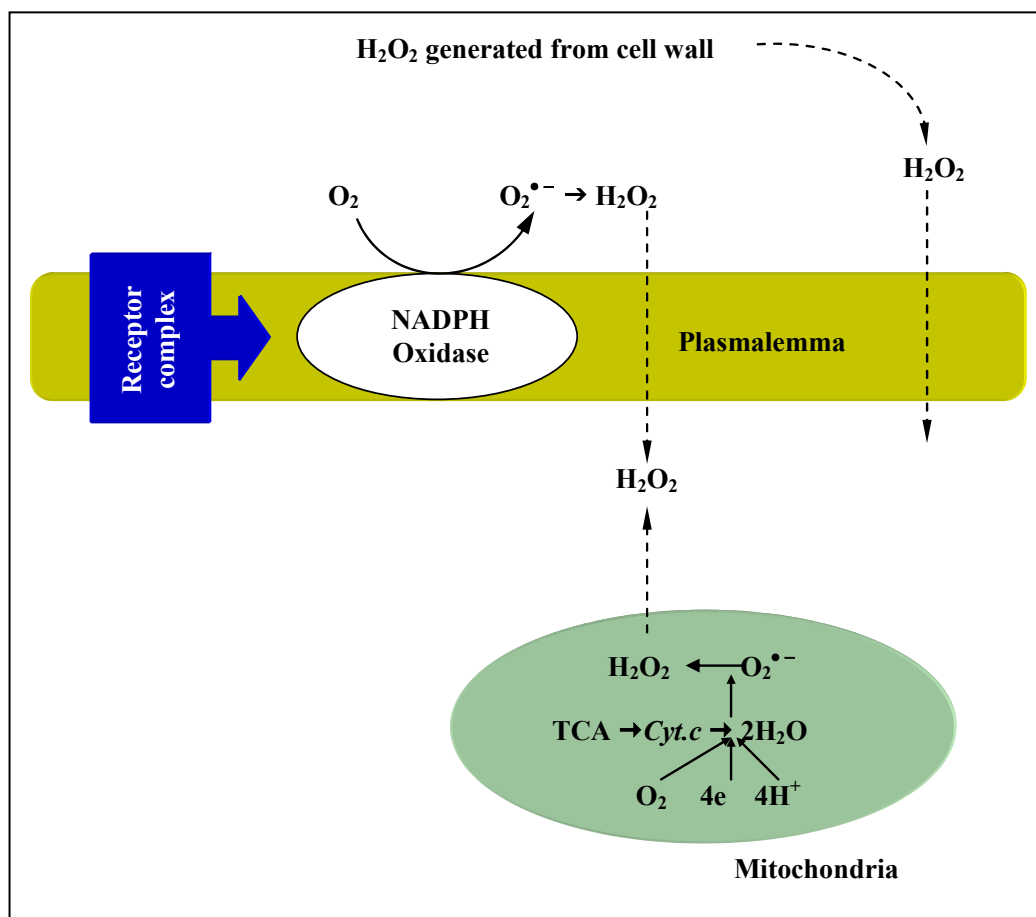 H₂O₂ generated from cell wall
H₂O₂
O₂ O₂•− → H₂O₂
Receptor
complex
NADPH
Oxidase
Plasmalemma
H₂O₂
H₂O₂ O₂•−
TCA → Cyt.c → 2H₂O
O₂ 4e 4H⁺
Mitochondria